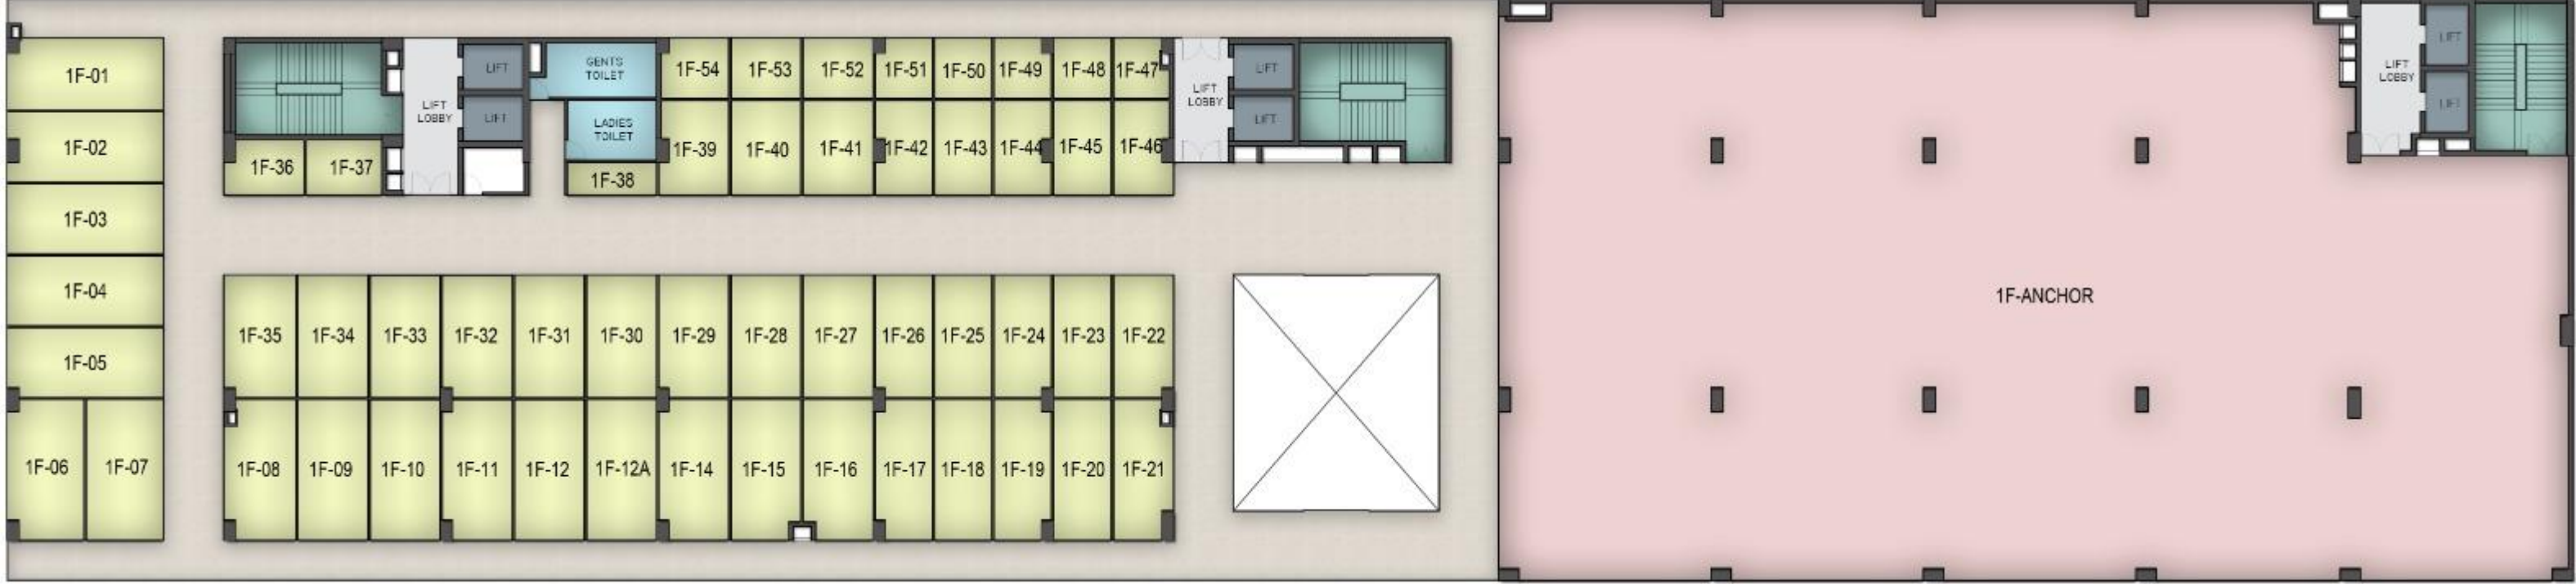 1F-01
1F-02
1F-03
1F-04
1F-05
1F-06 1F-07
LIFT
LOBBY
LIFT
LIFT
GENTS
TOILET
LADIES
TOILET
1F-36 1F-37
1F-38
1F-54 1F-53 1F-52 1F-51 1F-50 1F-49 1F-48 1F-47
1F-39 1F-40 1F-41 1F-42 1F-43 1F-44 1F-45 1F-46
LIFT
LOBBY
LIFT
LIFT
1F-35 1F-34 1F-33 1F-32 1F-31 1F-30 1F-29 1F-28 1F-27 1F-26 1F-25 1F-24 1F-23 1F-22
1F-08 1F-09 1F-10 1F-11 1F-12 1F-12A 1F-14 1F-15 1F-16 1F-17 1F-18 1F-19 1F-20 1F-21
LIFT
LOBBY
LIFT
LIFT
1F-ANCHOR